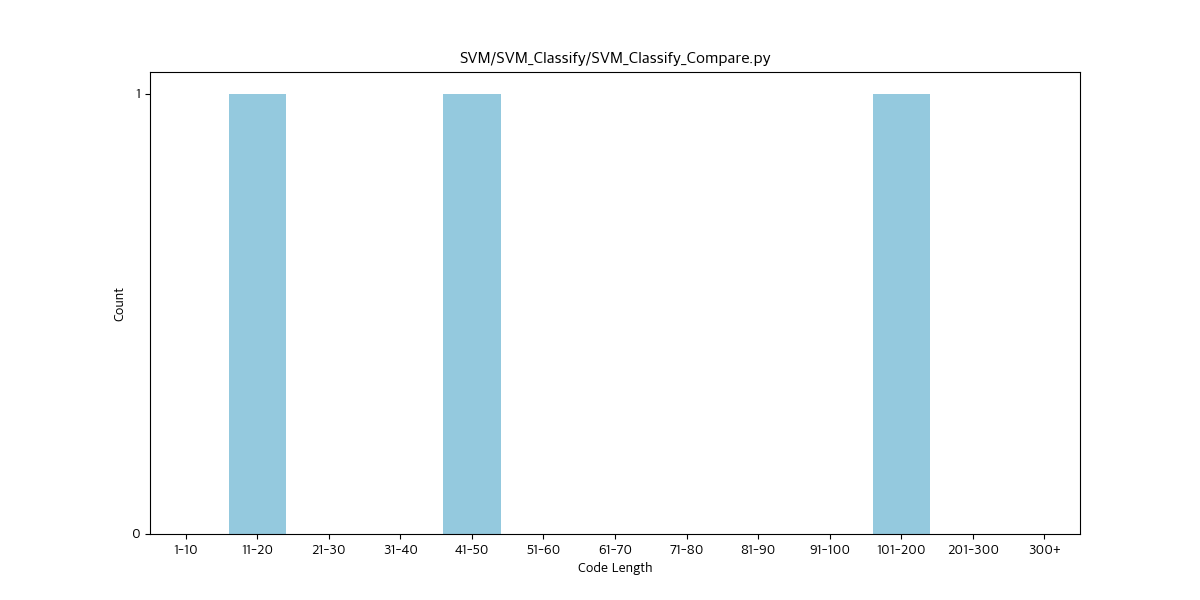 SVM/SVM_Classify/SVM_Classify_Compare.py
1
Count
0
1-10 11-20 21-30 31-40 41-50 51-60 61-70 71-80 81-90 91-100 101-200 201-300 300+
Code Length